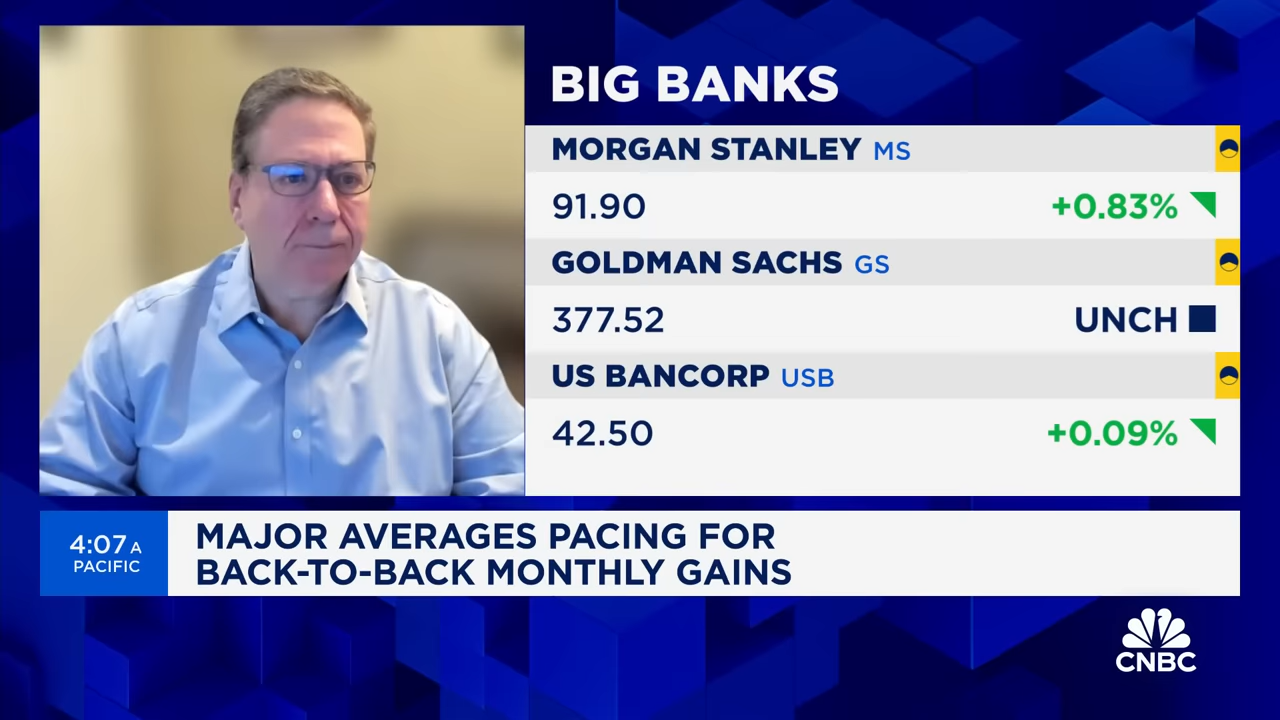 BIG BANKS
MORGAN STANLEY MS
91.90 +0.83%
GOLDMAN SACHS GS
377.52 UNCH
US BANCORP USB
42.50 +0.09%
4:07 A
PACIFIC
MAJOR AVERAGES PACING FOR
BACK-TO-BACK MONTHLY GAINS
CNBC